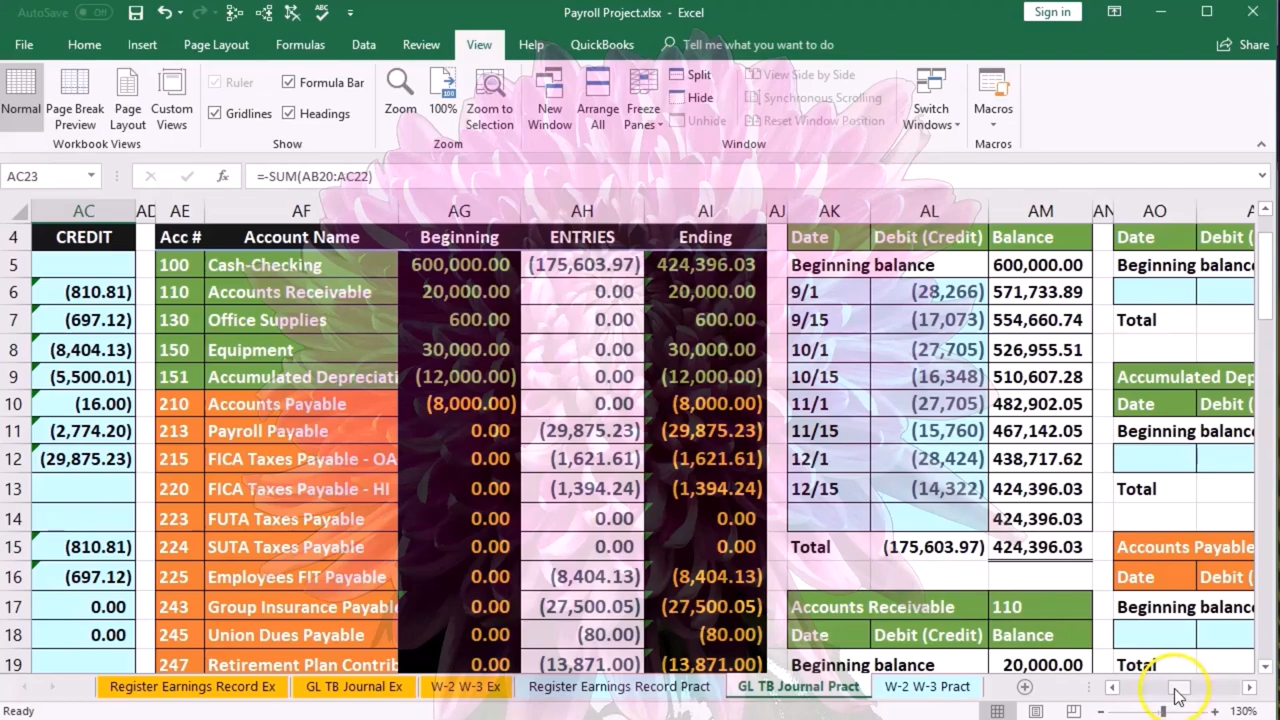 AutoSave Off Payroll Project.xlsx - Excel Sign in
File Home Insert Page Layout Formulas Data Review View Help QuickBooks Tell me what you want to do Share
Normal Page Break Preview Page Layout Custom Views
Workbook Views
Ruler Formula Bar
Gridlines Headings
Show
Zoom 100% Zoom to Selection
Zoom
New Window Arrange All Freeze Panes
Split
Hide
Unhide
View Side by Side
Synchronous Scrolling
Reset Window Position
Switch Windows
Window
Macros
Macros
AC23 fx =-SUM(AB20:AC22)
AC AD AE AF AG AH AI AJ AK AL AM AN AO
4 CREDIT Acc # Account Name Beginning ENTRIES Ending Date Debit (Credit) Balance Date Debit (
5 100 Cash-Checking 600,000.00 (175,603.97) 424,396.03 Beginning balance 600,000.00 Beginning balance
6 (810.81) 110 Accounts Receivable 20,000.00 0.00 20,000.00 9/1 (28,266) 571,733.89
7 (697.12) 130 Office Supplies 600.00 0.00 600.00 9/15 (17,073) 554,660.74 Total
8 (8,404.13) 150 Equipment 30,000.00 0.00 30,000.00 10/1 (27,705) 526,955.51
9 (5,500.01) 151 Accumulated Depreciati (12,000.00) 0.00 (12,000.00) 10/15 (16,348) 510,607.28 Accumulated Dep
10 (16.00) 210 Accounts Payable (8,000.00) 0.00 (8,000.00) 11/1 (27,705) 482,902.05 Date Debit (
11 (2,774.20) 213 Payroll Payable 0.00 (29,875.23) (29,875.23) 11/15 (15,760) 467,142.05 Beginning balance
12 (29,875.23) 215 FICA Taxes Payable - OA 0.00 (1,621.61) (1,621.61) 12/1 (28,424) 438,717.62
13 220 FICA Taxes Payable - HI 0.00 (1,394.24) (1,394.24) 12/15 (14,322) 424,396.03 Total
14 223 FUTA Taxes Payable 0.00 0.00 0.00 424,396.03
15 (810.81) 224 SUTA Taxes Payable 0.00 0.00 0.00 Total (175,603.97) 424,396.03 Accounts Payable
16 (697.12) 225 Employees FIT Payable 0.00 (8,404.13) (8,404.13) Date Debit (
17 0.00 243 Group Insurance Payabl 0.00 (27,500.05) (27,500.05) Accounts Receivable 110 Beginning balance
18 0.00 245 Union Dues Payable 0.00 (80.00) (80.00) Date Debit (Credit) Balance
19 247 Retirement Plan Contrib 0.00 (13,871.00) (13,871.00) Beginning balance 20,000.00 Total
Register Earnings Record Ex GL TB Journal Ex W-2 W-3 Ex Register Earnings Record Pract GL TB Journal Pract W-2 W-3 Pract
Ready 130%